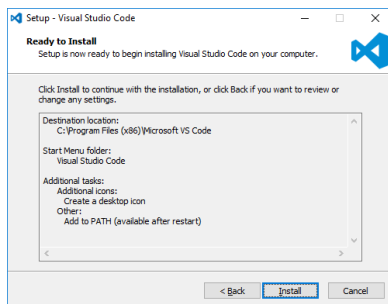 Setup - Visual Studio Code
Ready to Install
Setup is now ready to begin installing Visual Studio Code on your computer.
Click Install to continue with the installation, or click Back if you want to review or
change any settings.
Destination location:
C:\Program Files (x86)\Microsoft VS Code
Start Menu folder:
Visual Studio Code
Additional tasks:
Additional icons:
Create a desktop icon
Other:
Add to PATH (available after restart)
< Back
Install
Cancel